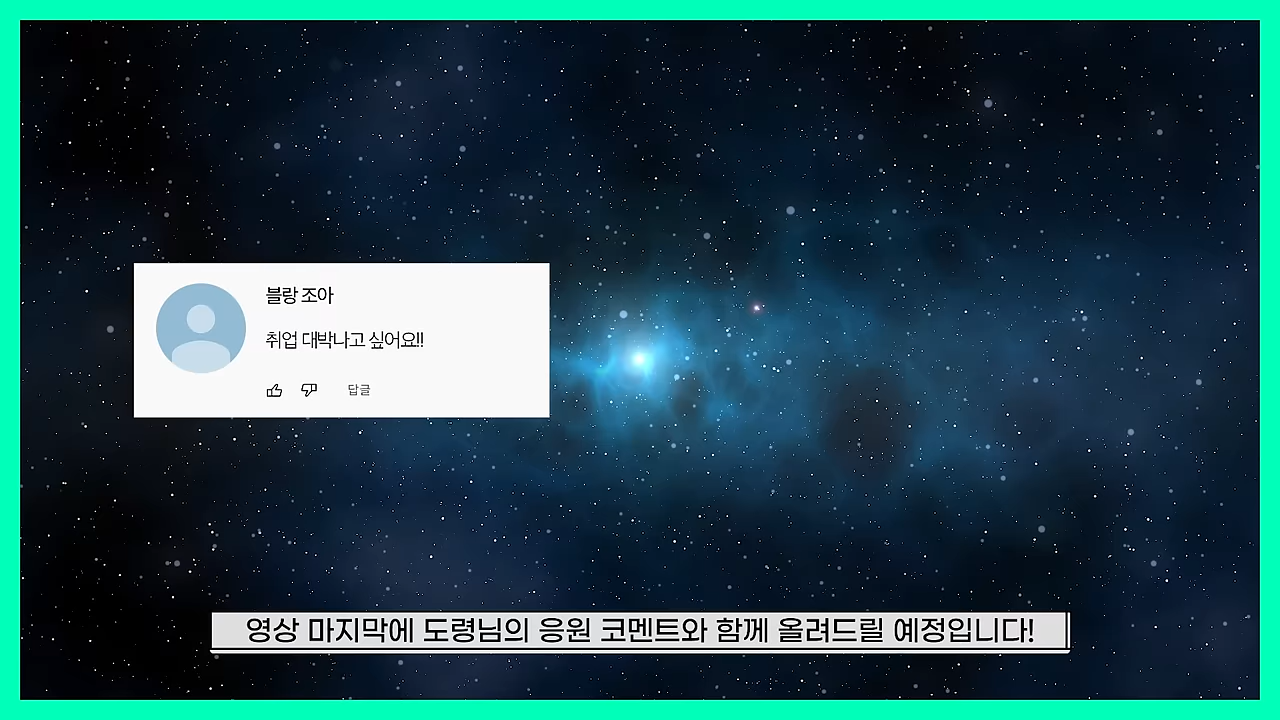 블랑 조아
취업 대박나고 싶어요!!
답글
영상 마지막에 도령님의 응원 코멘트와 함께 올려드릴 예정입니다!